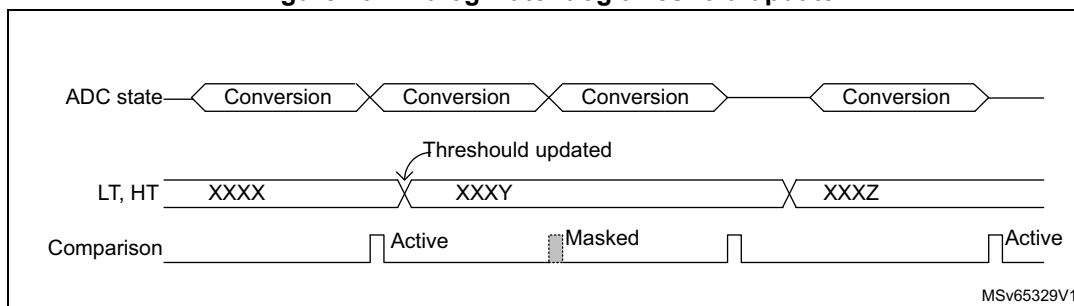 ADC state
Conversion
Conversion
Conversion
Conversion
Threshould updated
LT, HT
XXXX
XXXY
XXXZ
Comparison
Active
Masked
Active
MSv65329V1